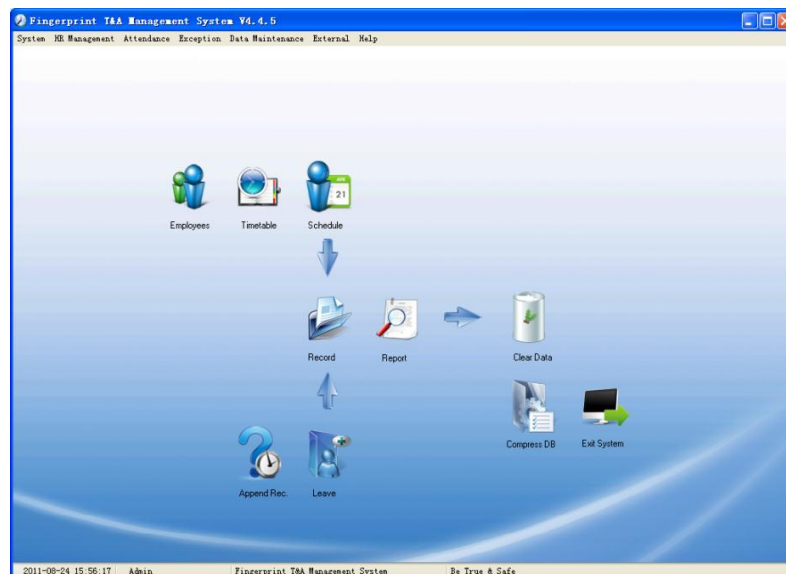 Fingerprint T&A Management System V4.4.5
System HR Management Attendance Exception Data Maintenance External Help
Employees Timetable Schedule
21
Record Report Clear Data
Compress DB Exit System
Append Rec. Leave
2011-08-24 15:56:17 Admin Fingerprint T&A Management System Be True & Safe